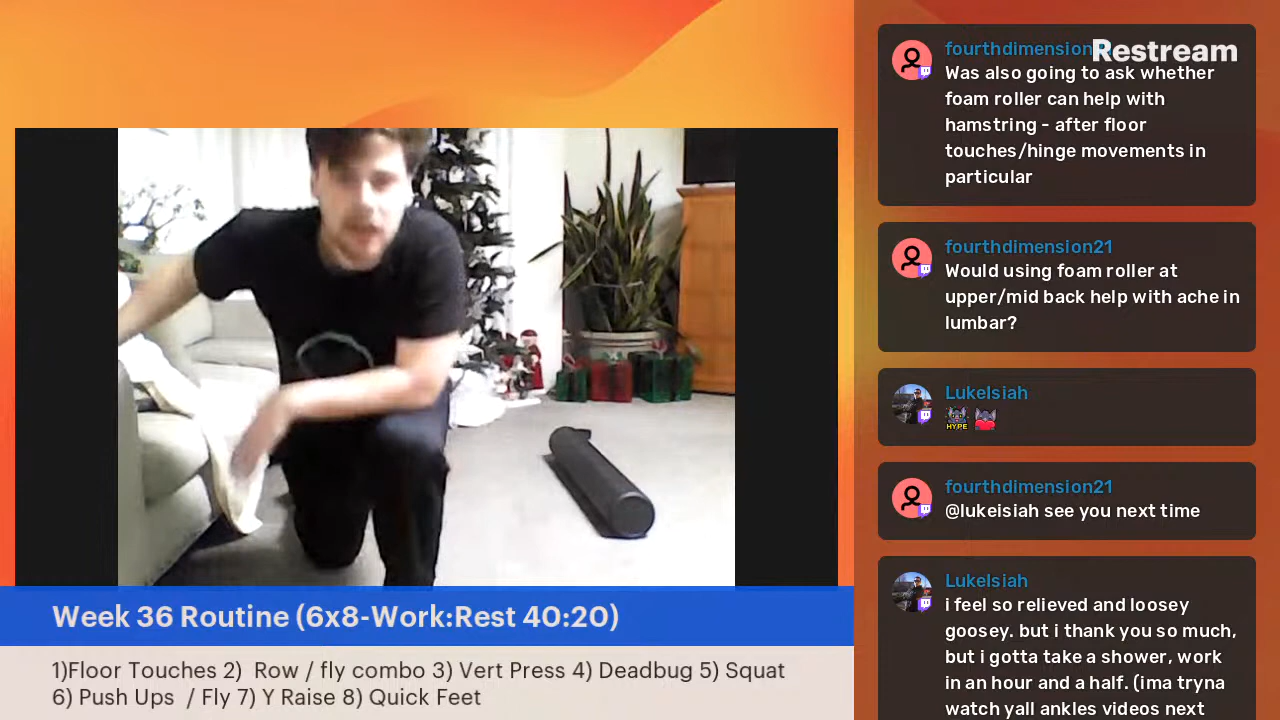 Restream
fourthdimension
Was also going to ask whether
foam roller can help with
hamstring - after floor
touches/hinge movements in
particular
fourthdimension21
Would using foam roller at
upper/mid back help with ache in
lumbar?
LukeIsiah
HYPE
fourthdimension21
@lukeisiah see you next time
LukeIsiah
i feel so relieved and loosey
goosey. but i thank you so much,
but i gotta take a shower, work
in an hour and a half. (ima tryna
watch yall ankles videos next
Week 36 Routine (6x8-Work:Rest 40:20)
1)Floor Touches 2)  Row / fly combo 3) Vert Press 4) Deadbug 5) Squat
6) Push Ups  / Fly 7) Y Raise 8) Quick Feet